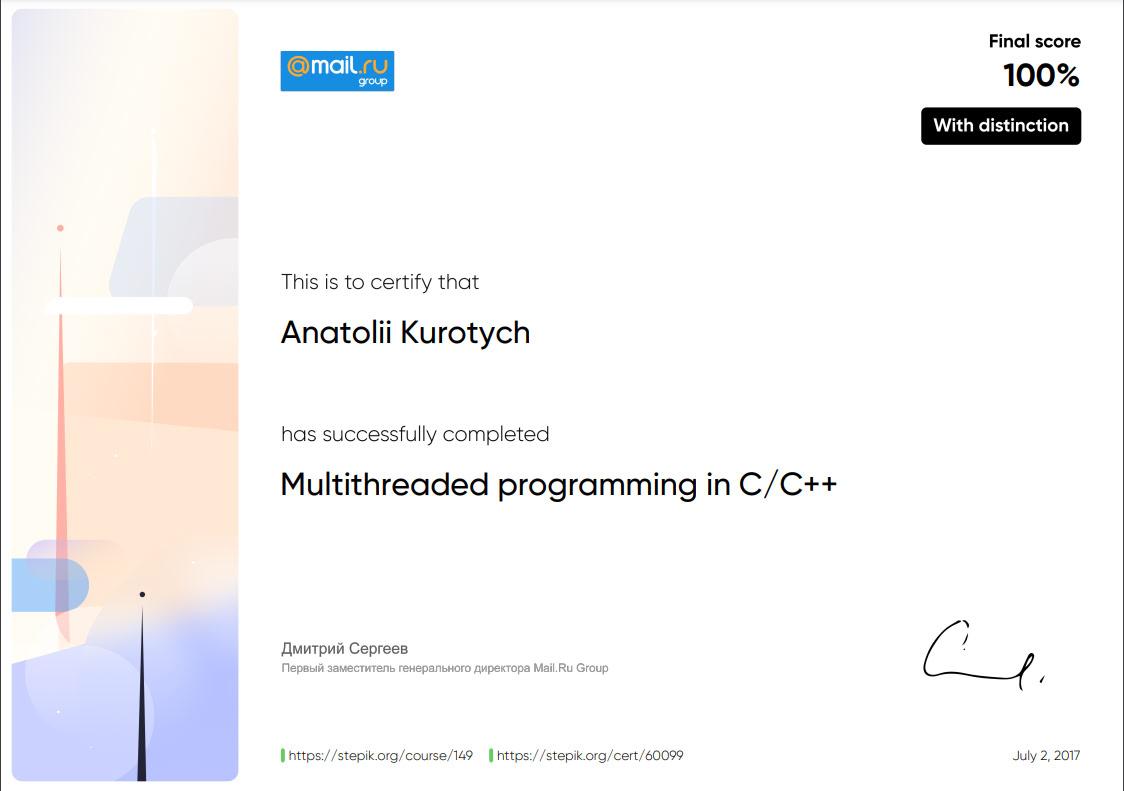 @mail.ru
group
Final score
100%
With distinction
This is to certify that
Anatolii Kurotych
has successfully completed
Multithreaded programming in C/C++
Дмитрий Сергеев
Первый заместитель генерального директора Mail.Ru Group
https://stepik.org/course/149 https://stepik.org/cert/60099 July 2, 2017